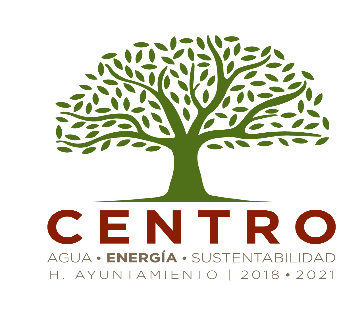 CENTRO
AGUA • ENERGÍA • SUSTENTABILIDAD
H. AYUNTAMIENTO | 2018 • 2021